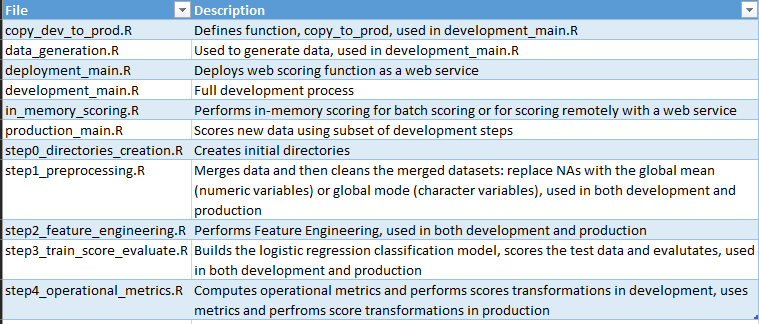 File Description
copy_dev_to_prod.R Defines function, copy_to_prod, used in development_main.R
data_generation.R Used to generate data, used in development_main.R
deployment_main.R Deploys web scoring function as a web service
development_main.R Full development process
in_memory_scoring.R Performs in-memory scoring for batch scoring or for scoring remotely with a web service
production_main.R Scores new data using subset of development steps
step0_directories_creation.R Creates initial directories
step1_preprocessing.R Merges data and then cleans the merged datasets: replace NAs with the global mean
(numeric variables) or global mode (character variables), used in both development and
production
step2_feature_engineering.R Performs Feature Engineering, used in both development and production
step3_train_score_evaluate.R Builds the logistic regression classification model, scores the test data and evalutates, used
in both development and production
step4_operational_metrics.R Computes operational metrics and performs scores transformations in development, uses
metrics and perfroms score transformations in production